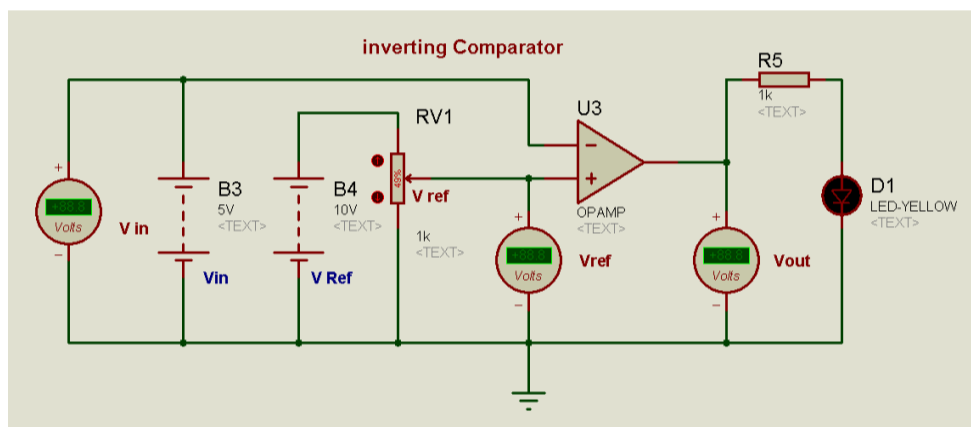 inverting Comparator
R5
1k
<TEXT>
RV1
U3
+
-
Volts
V in
B3
5V
<TEXT>
Vin
B4
10V
<TEXT>
V Ref
49%
V ref
1k
<TEXT>
−
+
OPAMP
<TEXT>
+
-
Volts
Vref
+
-
Volts
Vout
D1
LED-YELLOW
<TEXT>